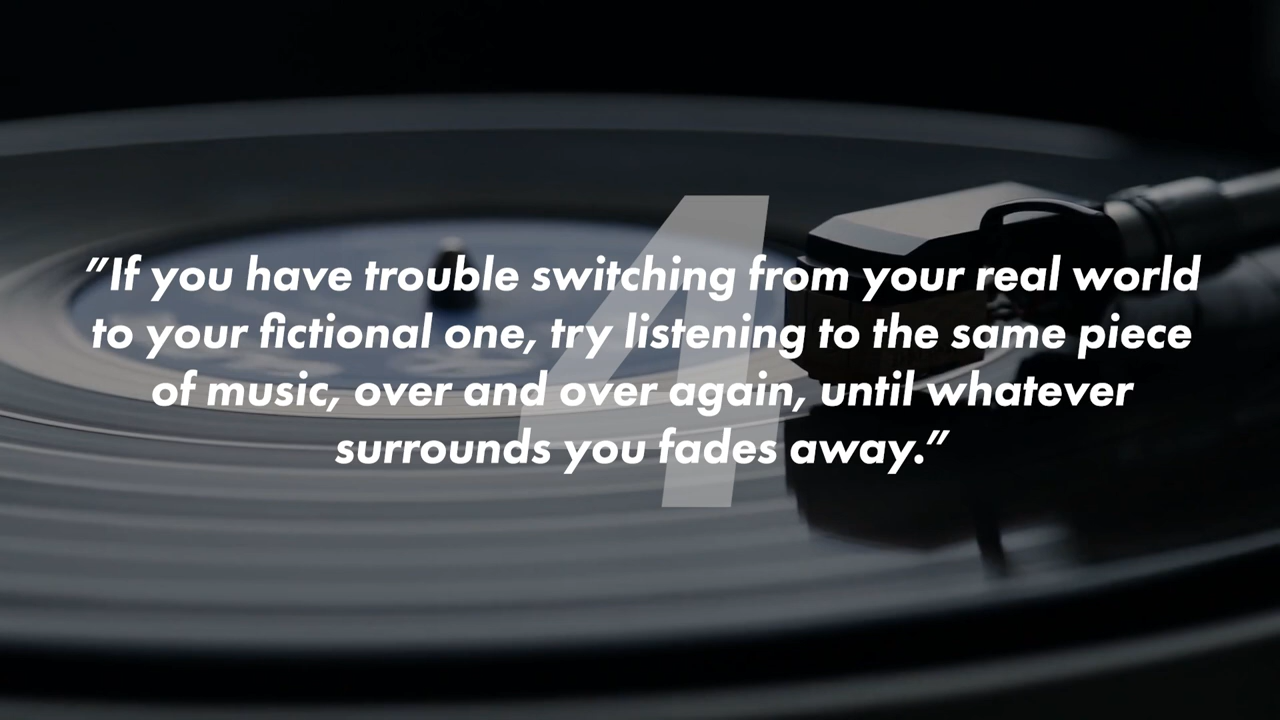 "If you have trouble switching from your real world
to your fictional one, try listening to the same piece
of music, over and over again, until whatever
surrounds you fades away."
4